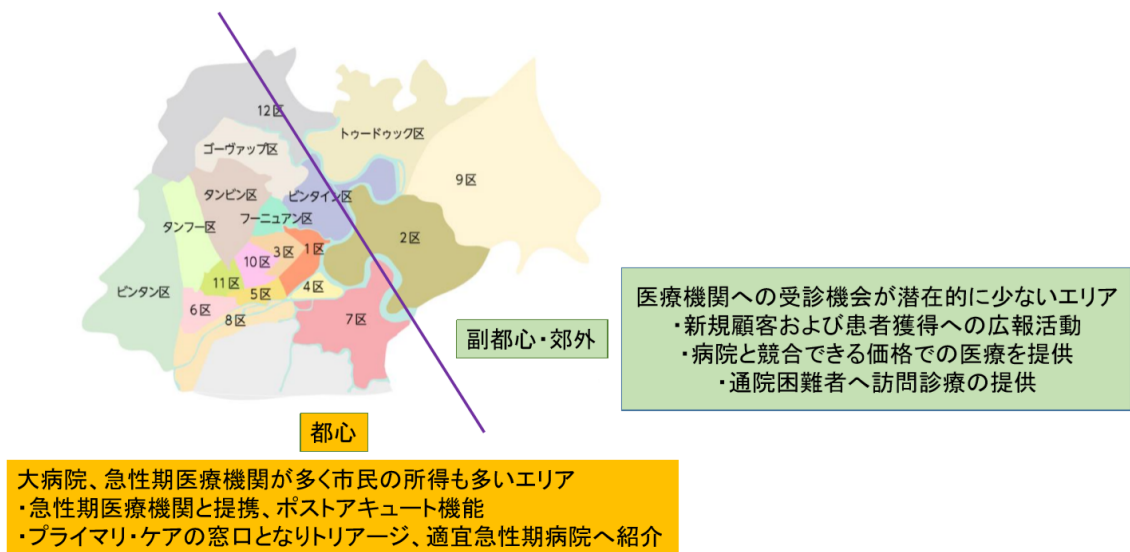 12区
トゥードゥック区
ゴーヴァップ区
9区
タンビン区
ビンタイン区
フーニュアン区
タンフー区
2区
1区
3区
10区
11区
4区
5区
ビンタン区
6区
8区
7区
副都心・郊外
医療機関への受診機会が潜在的に少ないエリア
・新規顧客および患者獲得への広報活動
・病院と競合できる価格での医療を提供
・通院困難者へ訪問診療の提供
都心
大病院、急性期医療機関が多く市民の所得も多いエリア
・急性期医療機関と提携、ポストアキュート機能
・プライマリ・ケアの窓口となりトリアージ、適宜急性期病院へ紹介